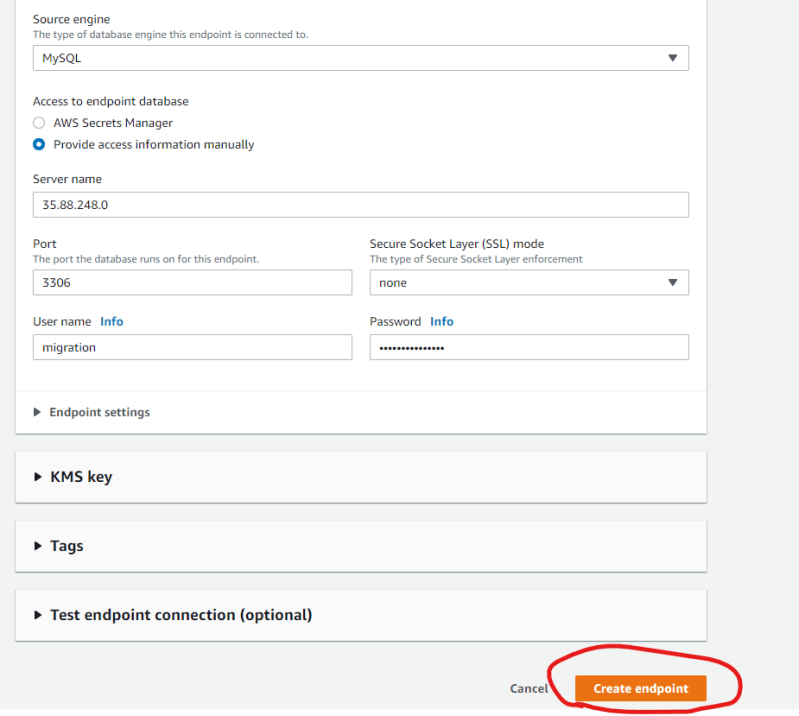 Source engine
The type of database engine this endpoint is connected to.
MySQL
Access to endpoint database
AWS Secrets Manager
Provide access information manually
Server name
35.88.248.0
Port
The port the database runs on for this endpoint.
3306
Secure Socket Layer (SSL) mode
The type of Secure Socket Layer enforcement
none
User name Info
migration
Password Info
•••••••••••••••
Endpoint settings
KMS key
Tags
Test endpoint connection (optional)
Cancel Create endpoint